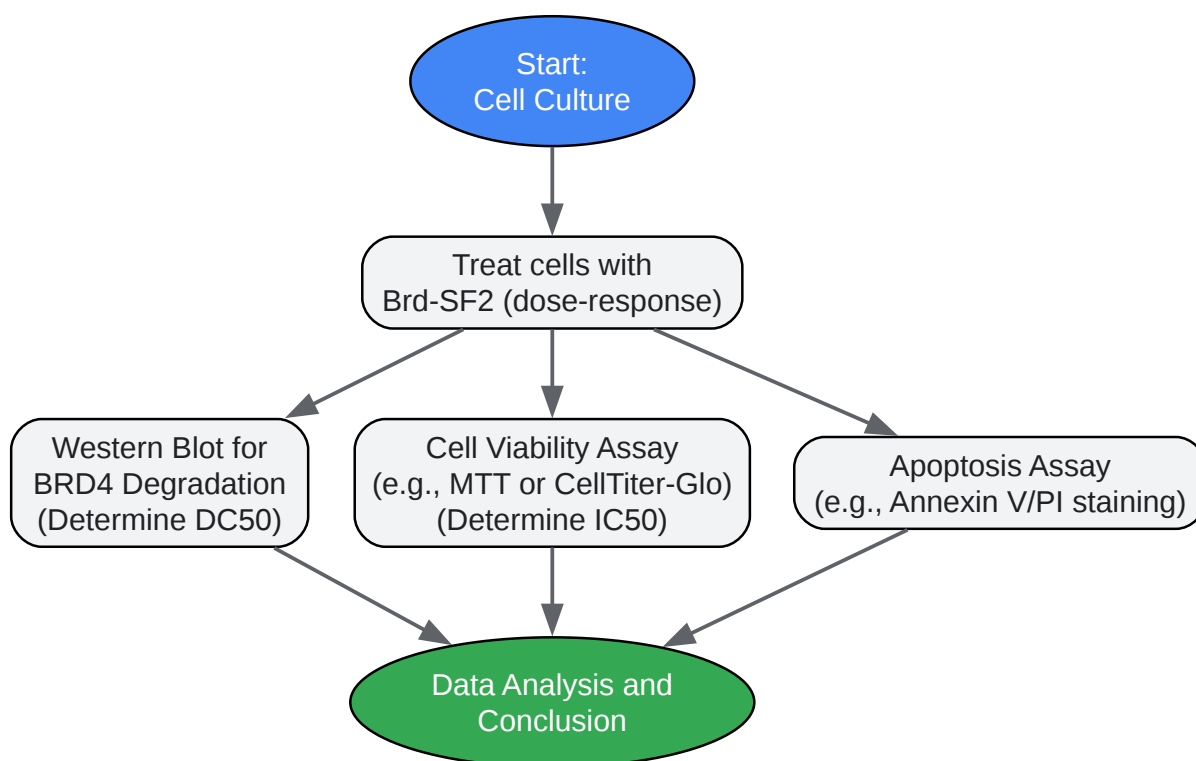 Start:
Cell Culture
Treat cells with
Brd-SF2 (dose-response)
Western Blot for
BRD4 Degradation
(Determine DC50)
Cell Viability Assay
(e.g., MTT or CellTiter-Glo)
(Determine IC50)
Apoptosis Assay
(e.g., Annexin V/PI staining)
Data Analysis and
Conclusion